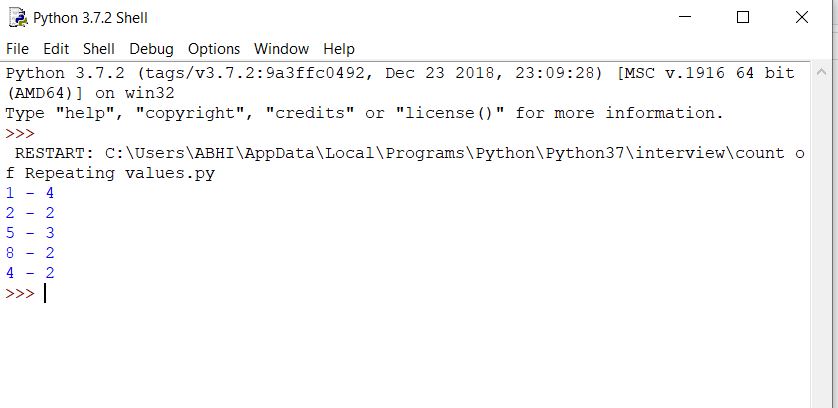 Python 3.7.2 Shell
File Edit Shell Debug Options Window Help
Python 3.7.2 (tags/v3.7.2:9a3ffc0492, Dec 23 2018, 23:09:28) [MSC v.1916 64 bit
(AMD64)] on win32
Type "help", "copyright", "credits" or "license()" for more information.
>>>
RESTART: C:\Users\ABHI\AppData\Local\Programs\Python\Python37\interview\count o
f Repeating values.py
1 - 4
2 - 2
5 - 3
8 - 2
4 - 2
>>>